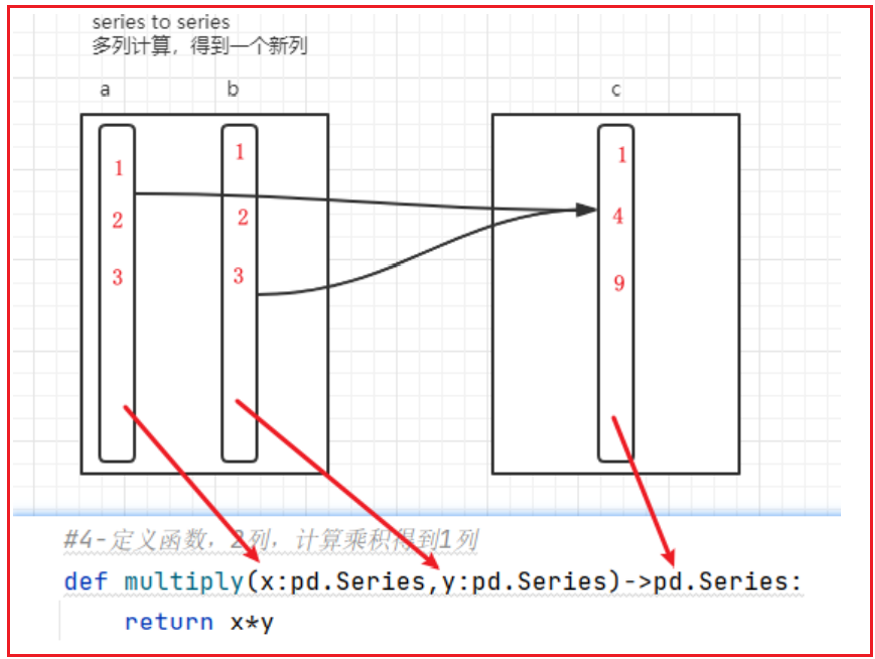 series to series
多列计算，得到一个新列
a b c
1 1 1
2 2 4
3 3 9
#4-定义函数，2列，计算乘积得到1列
def multiply(x:pd.Series,y:pd.Series)->pd.Series:
return x*y